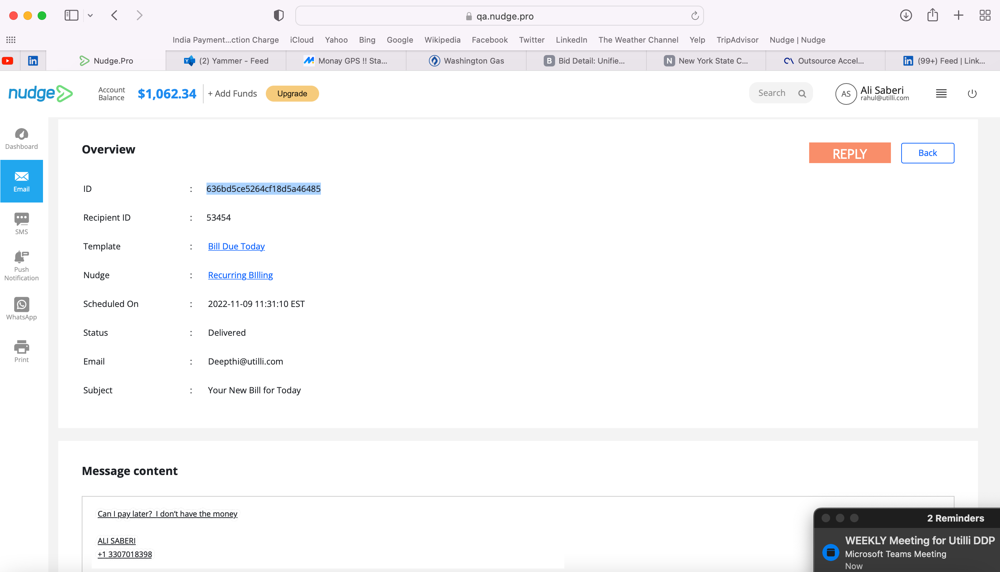 qa.nudge.pro
India Payment...ction Charge iCloud Yahoo Bing Google Wikipedia Facebook Twitter LinkedIn The Weather Channel Yelp TripAdvisor Nudge | Nudge
in Nudge.Pro Y (2) Yammer - Feed Monay GPS !! Sta... Washington Gas B Bid Detail: Unifie... N New York State C... Outsource Accel... in (99+) Feed | Link...
nudge
Account
Balance
$1,062.34
+ Add Funds
Upgrade
Search
AS
Ali Saberi
rahul@utilli.com
Dashboard
Email
SMS
Push
Notification
WhatsApp
Print
Overview
REPLY
Back
ID : 636bd5ce5264cf18d5a46485
Recipient ID : 53454
Template : Bill Due Today
Nudge : Recurring BIlling
Scheduled On : 2022-11-09 11:31:10 EST
Status : Delivered
Email : Deepthi@utilli.com
Subject : Your New Bill for Today
Message content
Can I pay later? I don’t have the money
ALI SABERI
+1 3307018398
2 Reminders
WEEKLY Meeting for Utilli DDP
Microsoft Teams Meeting
Now